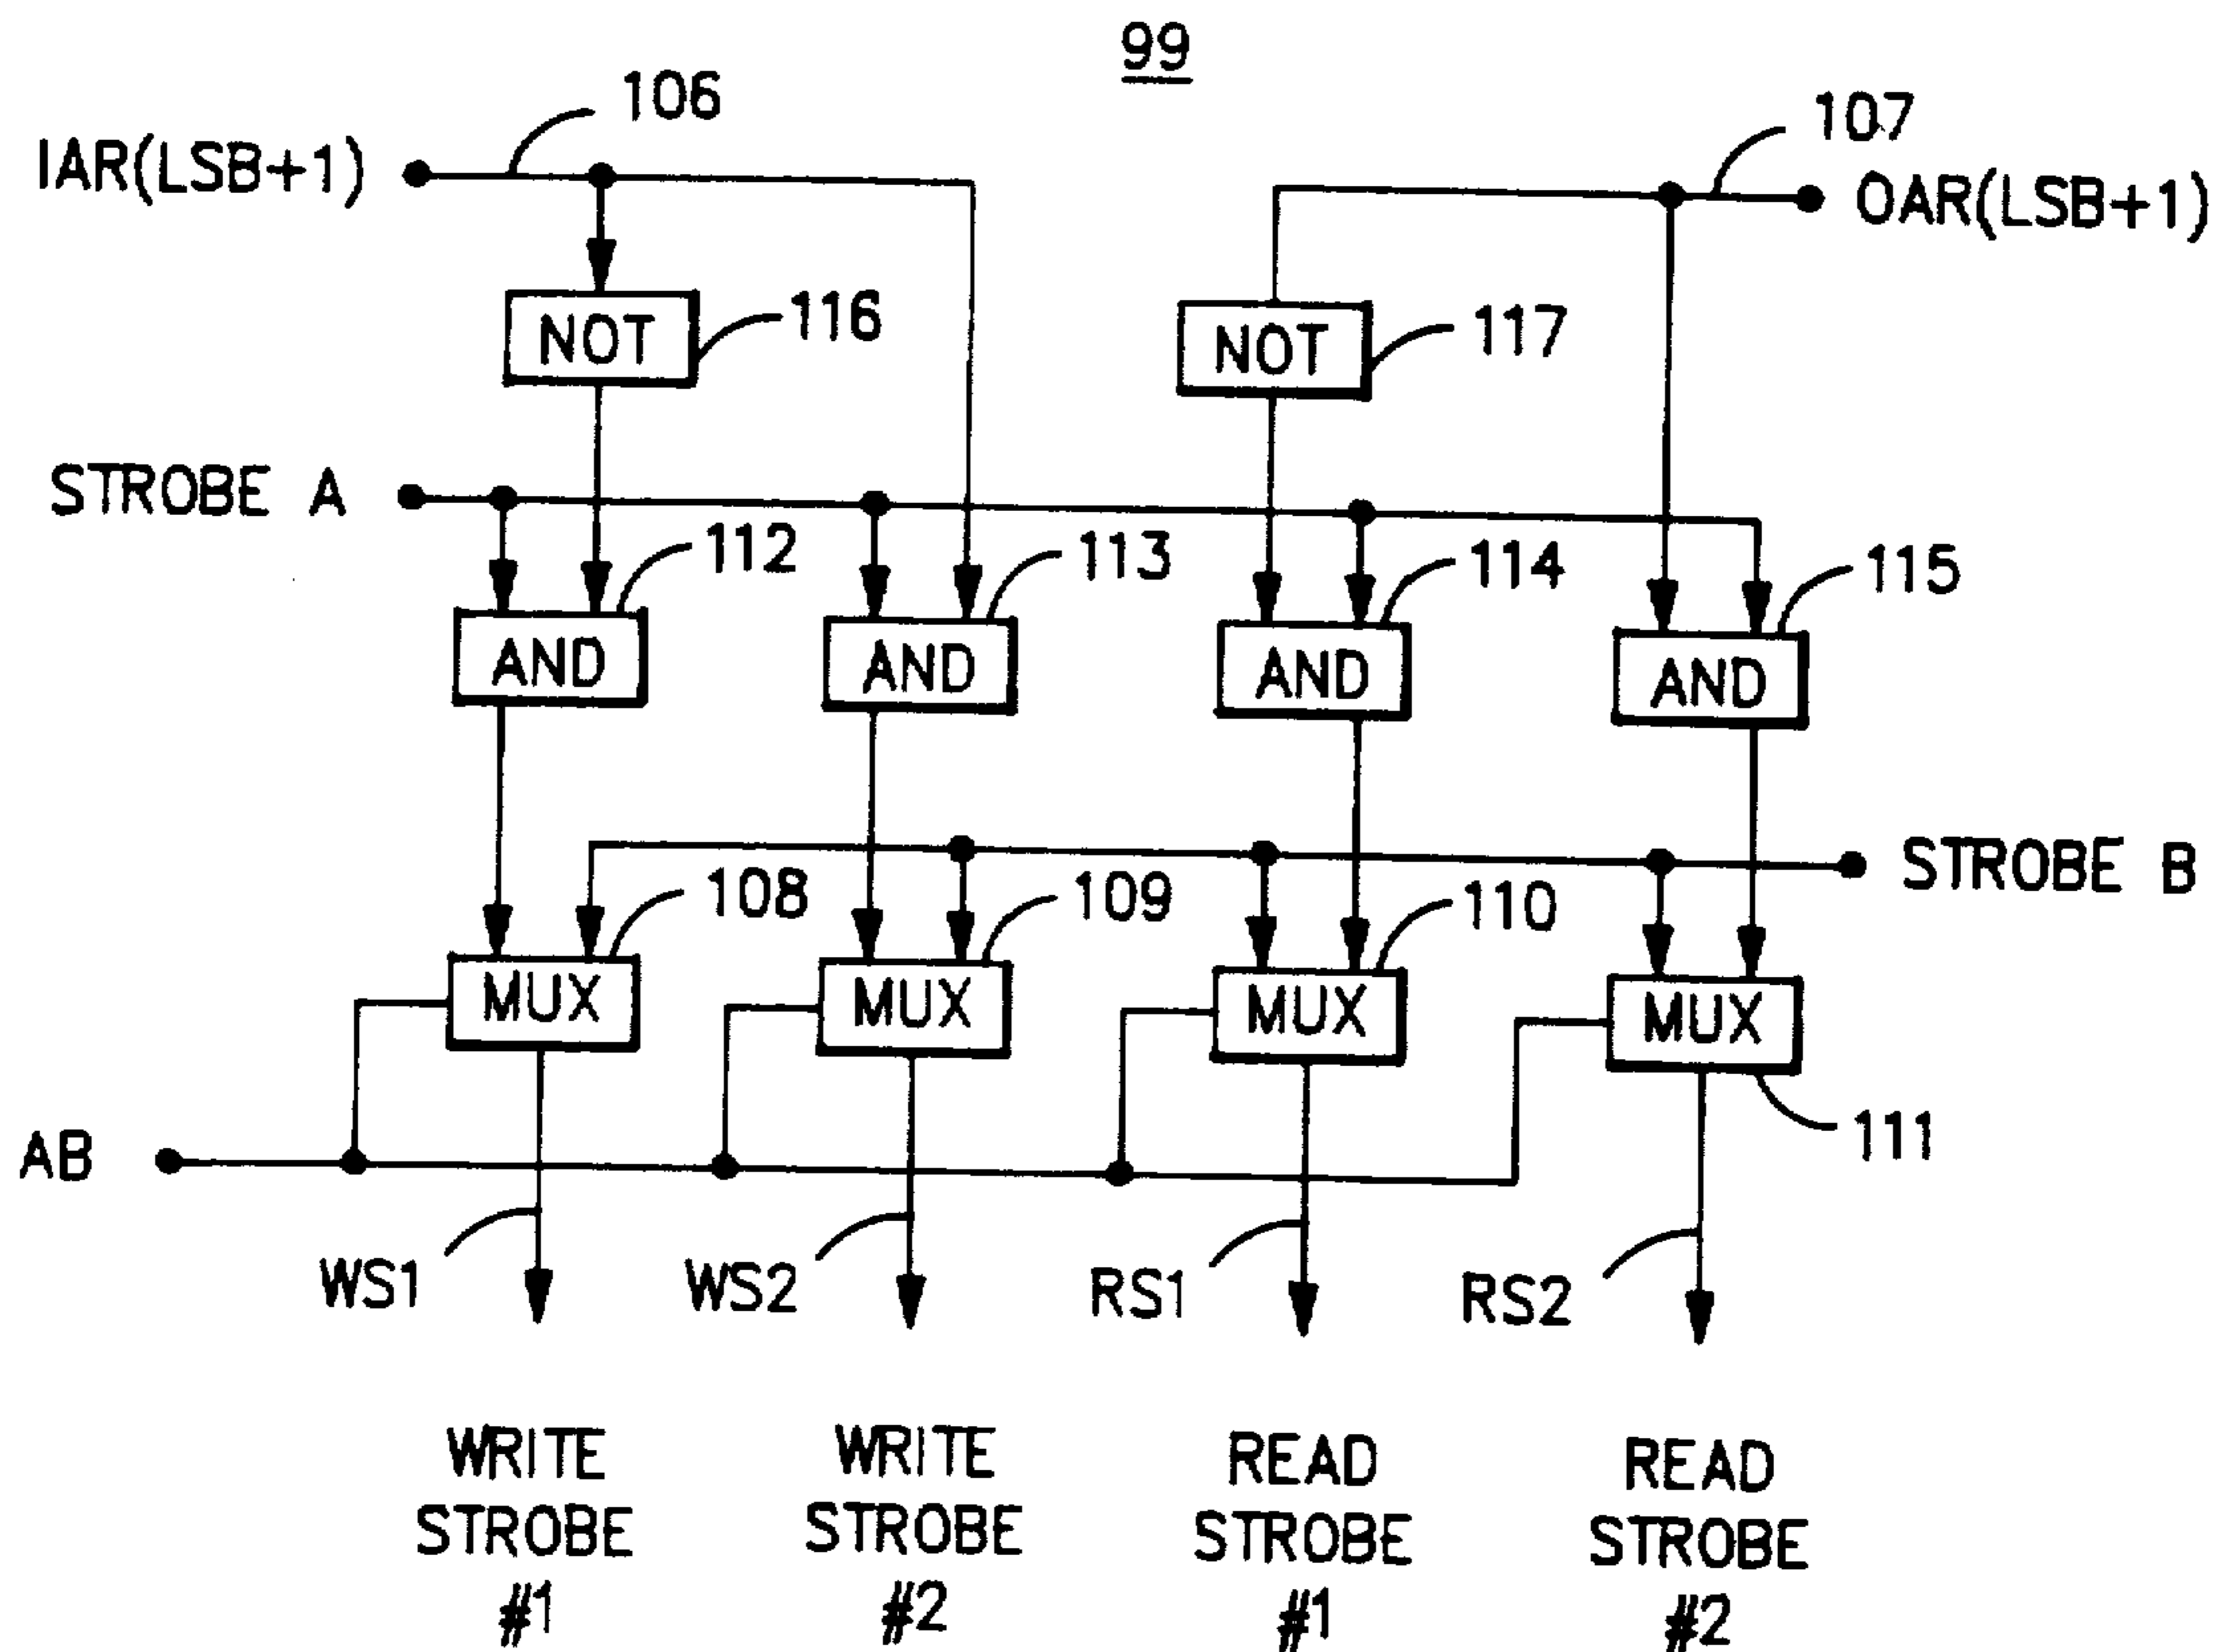 99
106
107
IAR(LSB+1)
OAR(LSB+1)
NOT
116
NOT
117
STROBE A
112
113
114
115
AND
AND
AND
AND
STROBE B
108
109
110
MUX
MUX
MUX
MUX
111
AB
WS1
WS2
RS1
RS2
WRITE
STROBE
#1
WRITE
STROBE
#2
READ
STROBE
#1
READ
STROBE
#2